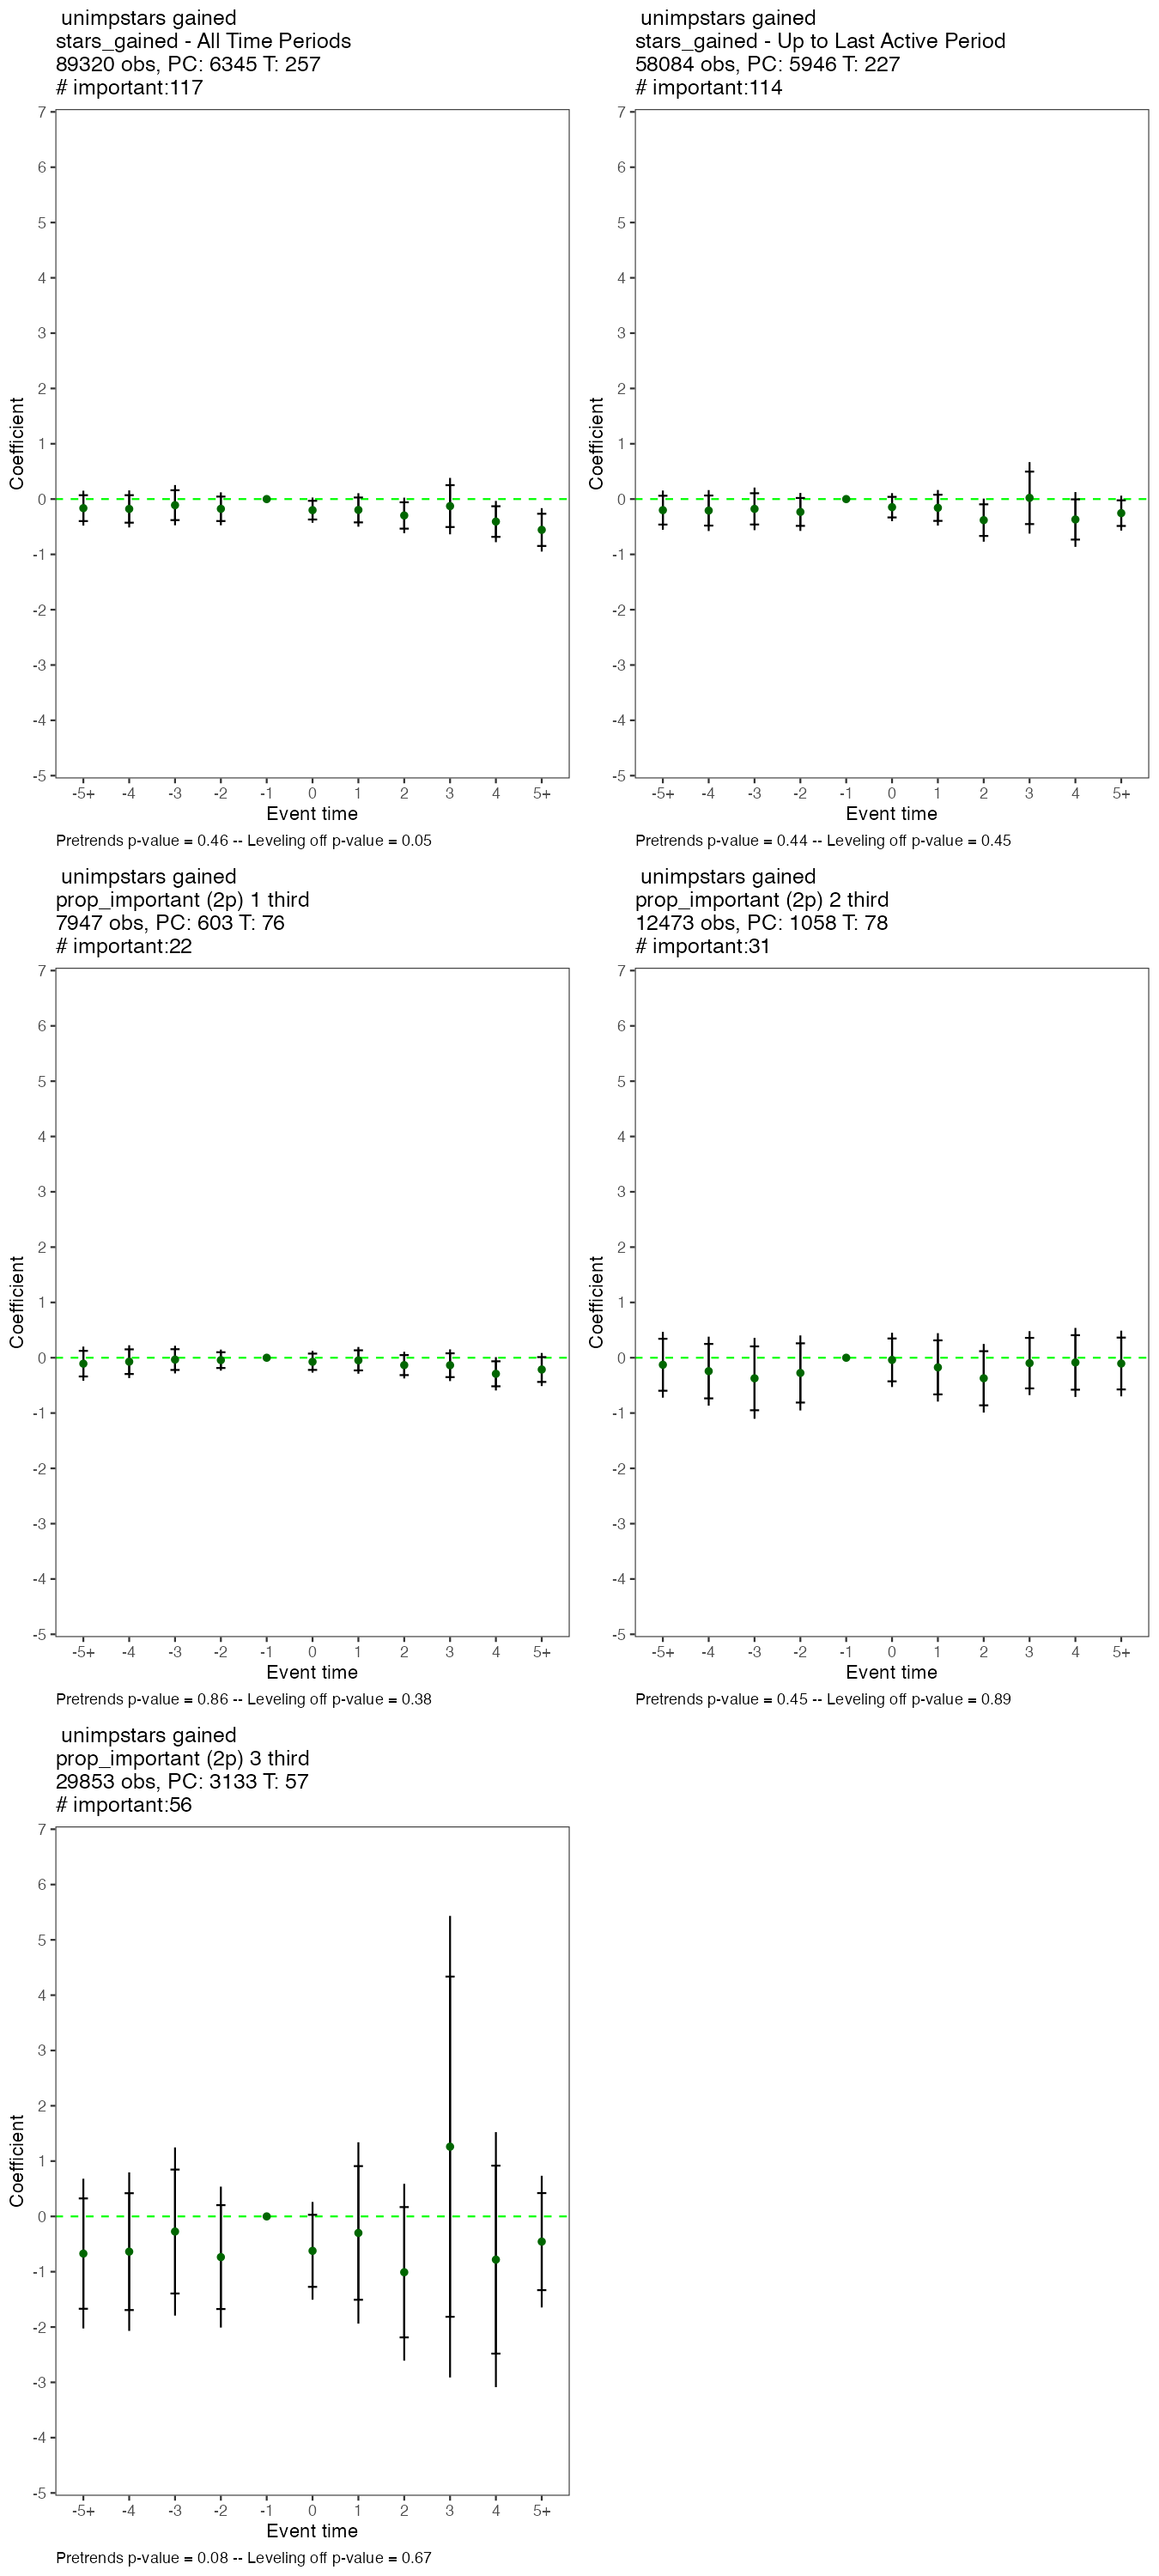 unimpstars gained
stars_gained - All Time Periods
89320 obs, PC: 6345 T: 257
# important:117
7
6
5
4
3
2
1
0
-1
-2
-3
-4
-5
Coefficient
-5+ -4 -3 -2 -1 0 1 2 3 4 5+
Event time
Pretrends p-value = 0.46 -- Leveling off p-value = 0.05
unimpstars gained
stars_gained - Up to Last Active Period
58084 obs, PC: 5946 T: 227
# important:114
7
6
5
4
3
2
1
0
-1
-2
-3
-4
-5
Coefficient
-5+ -4 -3 -2 -1 0 1 2 3 4 5+
Event time
Pretrends p-value = 0.44 -- Leveling off p-value = 0.45
unimpstars gained
prop_important (2p) 1 third
7947 obs, PC: 603 T: 76
# important:22
7
6
5
4
3
2
1
0
-1
-2
-3
-4
-5
Coefficient
-5+ -4 -3 -2 -1 0 1 2 3 4 5+
Event time
Pretrends p-value = 0.86 -- Leveling off p-value = 0.38
unimpstars gained
prop_important (2p) 2 third
12473 obs, PC: 1058 T: 78
# important:31
7
6
5
4
3
2
1
0
-1
-2
-3
-4
-5
Coefficient
-5+ -4 -3 -2 -1 0 1 2 3 4 5+
Event time
Pretrends p-value = 0.45 -- Leveling off p-value = 0.89
unimpstars gained
prop_important (2p) 3 third
29853 obs, PC: 3133 T: 57
# important:56
7
6
5
4
3
2
1
0
-1
-2
-3
-4
-5
Coefficient
-5+ -4 -3 -2 -1 0 1 2 3 4 5+
Event time
Pretrends p-value = 0.08 -- Leveling off p-value = 0.67